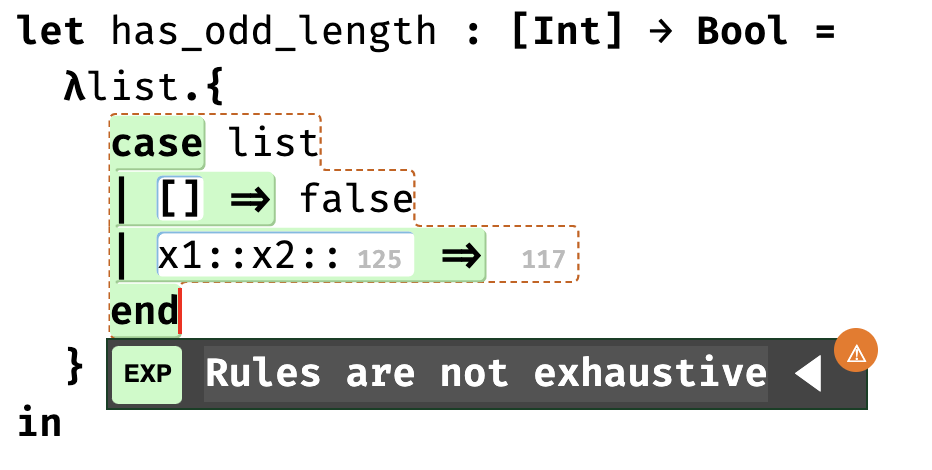 let has_odd_length : [Int] → Bool =
λlist.{
case list
| [] ⇒ false
| x1::x2:: 125 ⇒ 117
end
} EXP Rules are not exhaustive ◀ ⚠
in